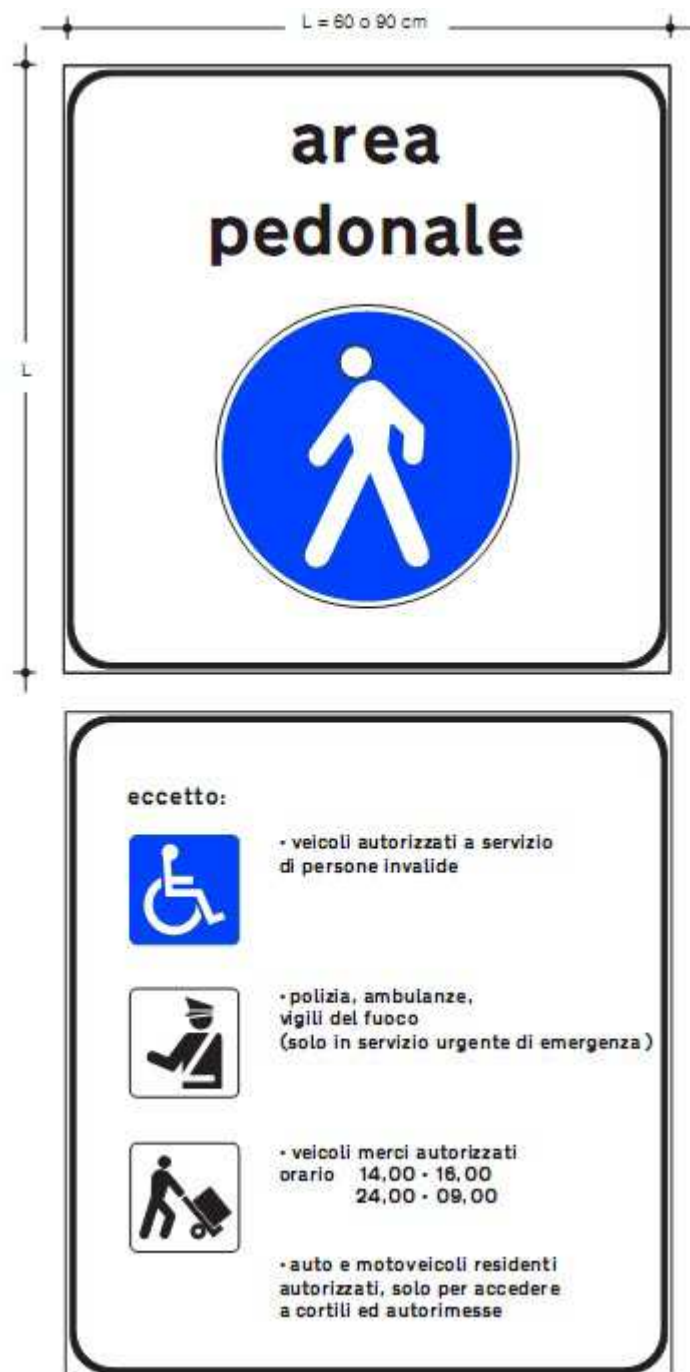 L = 60 o 90 cm
area
pedonale
L
eccetto:
• veicoli autorizzati a servizio
di persone invalide
• polizia, ambulanze,
vigili del fuoco
(solo in servizio urgente di emergenza)
• veicoli merci autorizzati
orario 14,00 - 16,00
24,00 - 09,00
• auto e motoveicoli residenti
autorizzati, solo per accedere
a cortili ed autorimesse